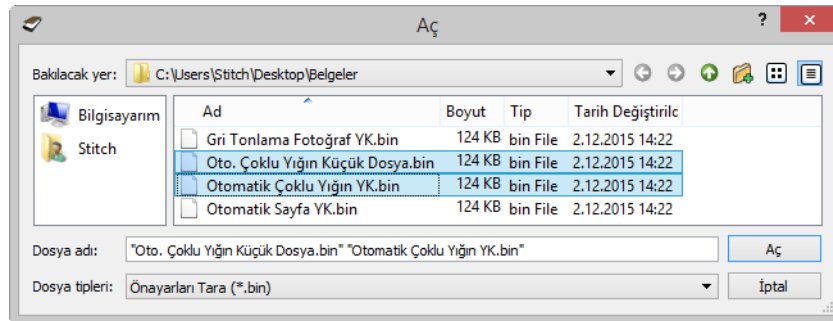 Aç
Bakılacak yer: C:\Users\Stitch\Desktop\Belgeler
Bilgisayarım
Stitch
Ad Boyut Tip Tarih Değiştirilc
Gri Tonlama Fotoğraf YK.bin 124 KB bin File 2.12.2015 14:22
Oto. Çoklu Yığın Küçük Dosya.bin 124 KB bin File 2.12.2015 14:22
Otomatik Çoklu Yığın YK.bin 124 KB bin File 2.12.2015 14:22
Otomatik Sayfa YK.bin 124 KB bin File 2.12.2015 14:22
Dosya adı: "Oto. Çoklu Yığın Küçük Dosya.bin" "Otomatik Çoklu Yığın YK.bin" Aç
Dosya tipleri: Önayarları Tara (*.bin) İptal